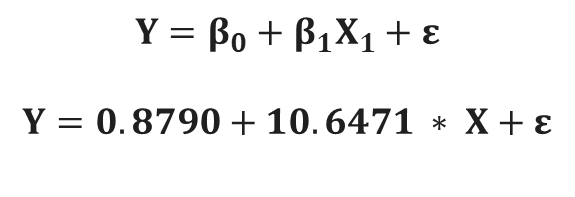 Y = β₀ + β₁X₁ + ε
Y = 0.8790 + 10.6471 * X + ε